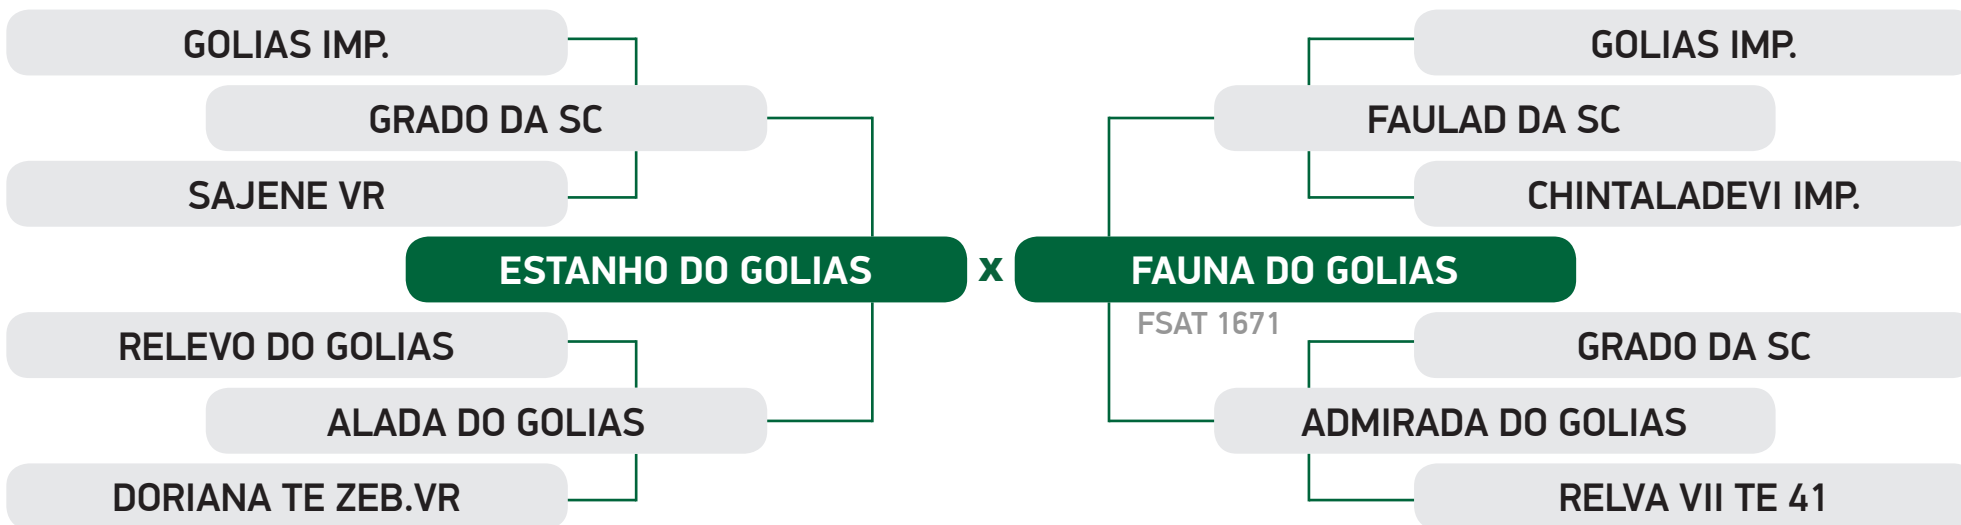 GOLIAS IMP.
GOLIAS IMP.
GRADO DA SC
FAULAD DA SC
SAJENE VR
CHINTALADEVI IMP.
ESTANHO DO GOLIAS x FAUNA DO GOLIAS
FSAT 1671
RELEVO DO GOLIAS
GRADO DA SC
ALADA DO GOLIAS
ADMIRADA DO GOLIAS
DORIANA TE ZEB.VR
RELVA VII TE 41